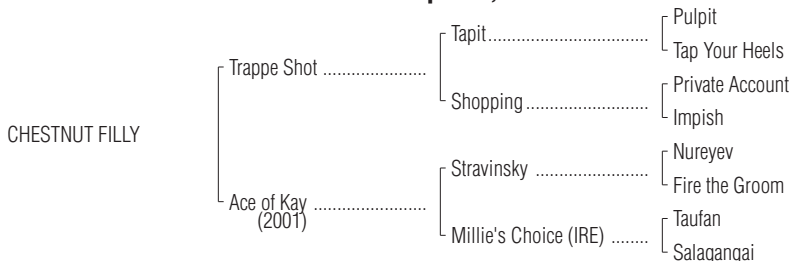 Pulpit
Tapit......................................
Tap Your Heels
Trappe Shot ........................
Private Account
Shopping.............................
Impish
CHESTNUT FILLY
Nureyev
Stravinsky ...........................
Fire the Groom
Ace of Kay ..........................
(2001)
Taufan
Millie's Choice (IRE) ........
Salagangai